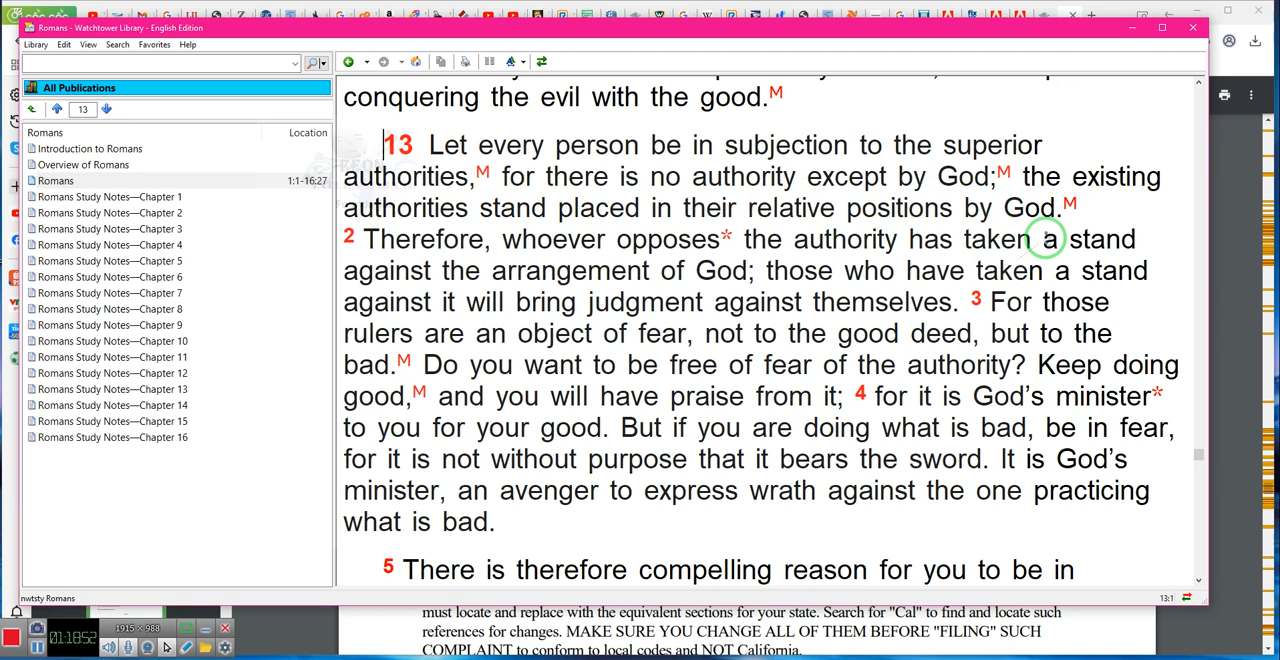 Romans - Watchtower Library - English Edition
Library Edit View Search Favorites Help
All Publications
13
Romans Location
Introduction to Romans
Overview of Romans
Romans 1:1-16:27
Romans Study Notes—Chapter 1
Romans Study Notes—Chapter 2
Romans Study Notes—Chapter 3
Romans Study Notes—Chapter 4
Romans Study Notes—Chapter 5
Romans Study Notes—Chapter 6
Romans Study Notes—Chapter 7
Romans Study Notes—Chapter 8
Romans Study Notes—Chapter 9
Romans Study Notes—Chapter 10
Romans Study Notes—Chapter 11
Romans Study Notes—Chapter 12
Romans Study Notes—Chapter 13
Romans Study Notes—Chapter 14
Romans Study Notes—Chapter 15
Romans Study Notes—Chapter 16
conquering the evil with the good.M
13 Let every person be in subjection to the superior
authorities,M for there is no authority except by God;M the existing
authorities stand placed in their relative positions by God.M
2 Therefore, whoever opposes* the authority has taken a stand
against the arrangement of God; those who have taken a stand
against it will bring judgment against themselves. 3 For those
rulers are an object of fear, not to the good deed, but to the
bad.M Do you want to be free of fear of the authority? Keep doing
good,M and you will have praise from it; 4 for it is God's minister*
to you for your good. But if you are doing what is bad, be in fear,
for it is not without purpose that it bears the sword. It is God's
minister, an avenger to express wrath against the one practicing
what is bad.
5 There is therefore compelling reason for you to be in
nwtsty Romans
13:1
must locate and replace with the equivalent sections for your state. Search for "Cal" to find and locate such
references for changes. MAKE SURE YOU CHANGE ALL OF THEM BEFORE "FILING" SUCH
COMPLAINT to conform to local codes and NOT California.
1915 x 988
01:18:52